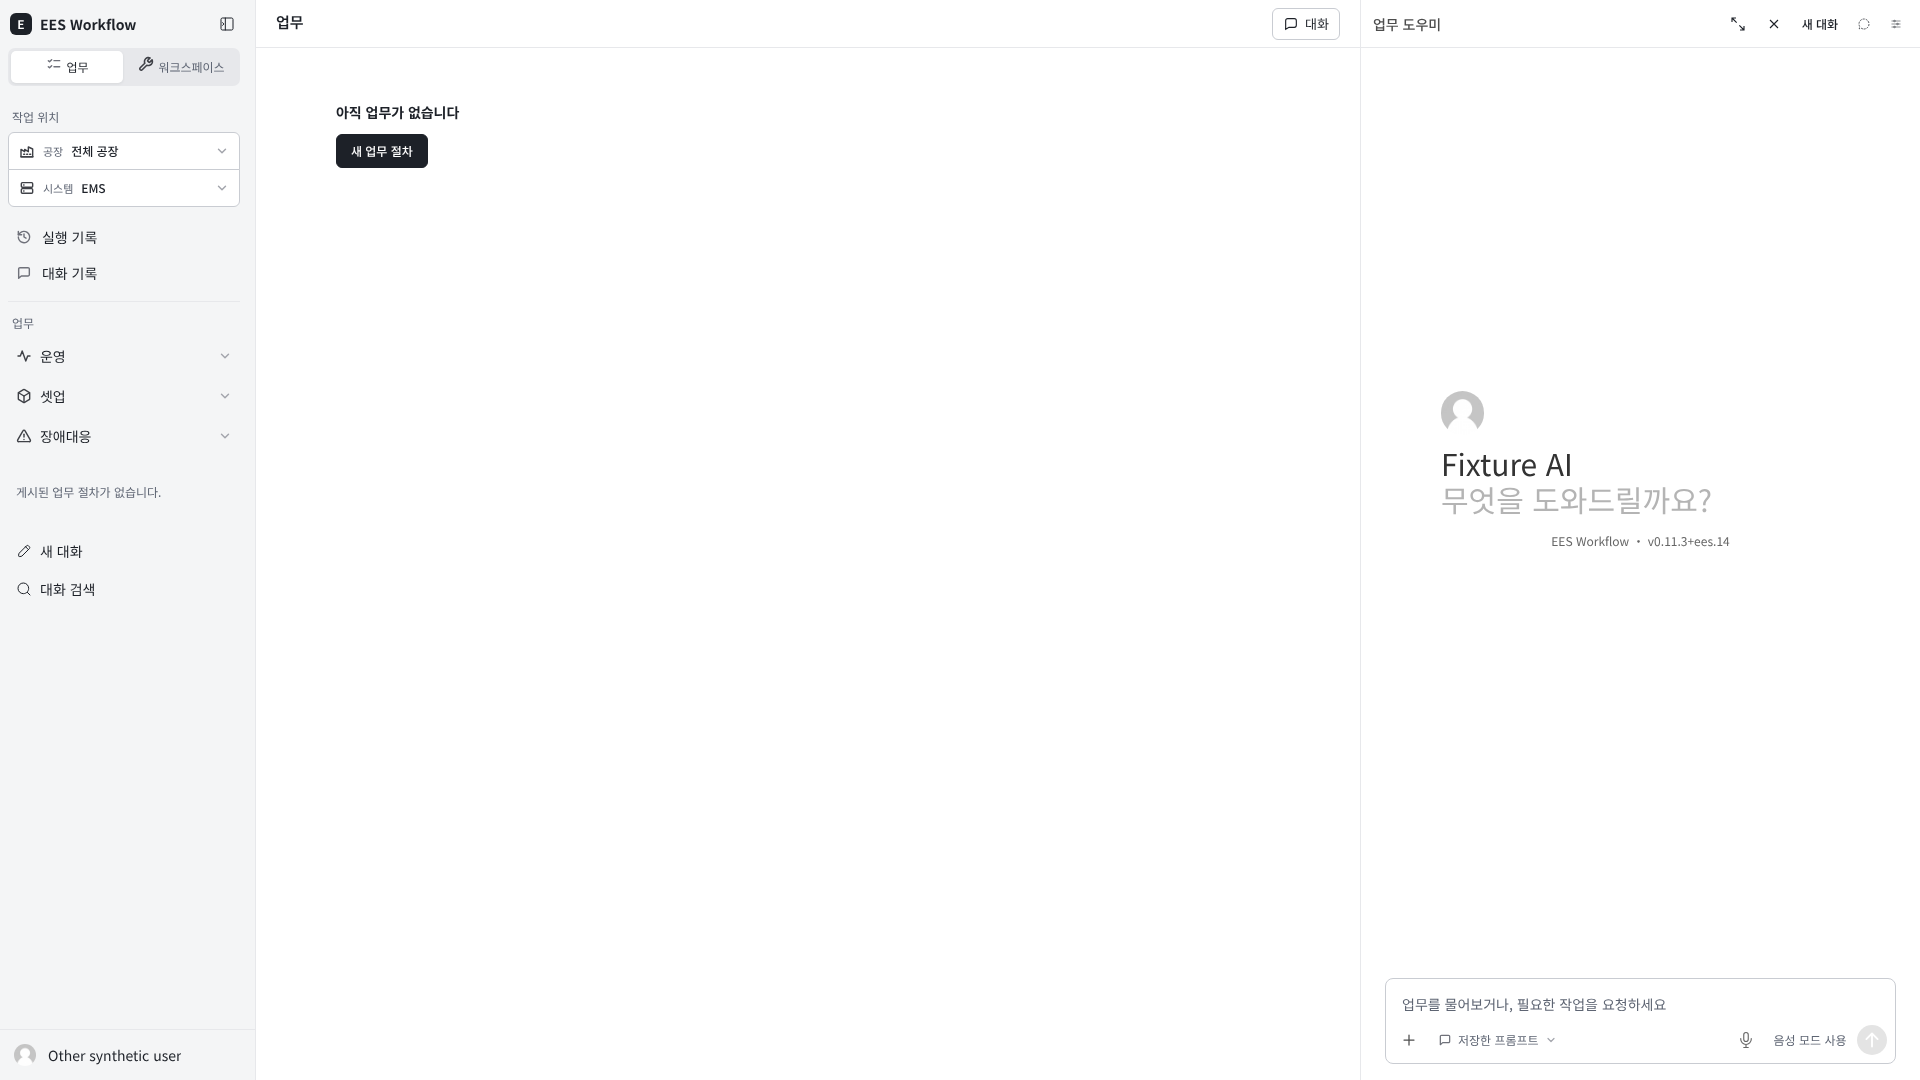 E EES Workflow
업무
워크스페이스
작업 위치
공장 전체 공장
시스템 EMS
실행 기록
대화 기록
업무
운영
셋업
장애대응
게시된 업무 절차가 없습니다.
새 대화
대화 검색
Other synthetic user
업무
대화
아직 업무가 없습니다
새 업무 절차
업무 도우미
새 대화
Fixture AI
무엇을 도와드릴까요?
EES Workflow • v0.11.3+ees.14
업무를 물어보거나, 필요한 작업을 요청하세요
저장한 프롬프트
음성 모드 사용